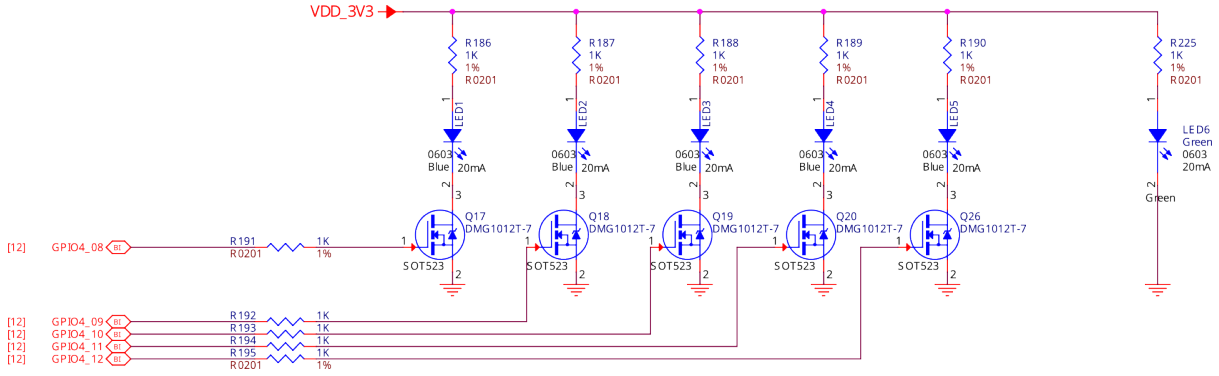 VDD_3V3
R186
1K
1%
R0201
R187
1K
1%
R0201
R188
1K
1%
R0201
R189
1K
1%
R0201
R190
1K
1%
R0201
R225
1K
1%
R0201
1
LED1
1
LED2
1
LED3
1
LED4
1
LED5
1
LED6
Green
0603
20mA
0603
Blue 20mA
0603
Blue 20mA
0603
Blue 20mA
0603
Blue 20mA
0603
Blue 20mA
2
3
2
3
2
3
2
3
2
3
2
Green
Q17
DMG1012T-7
Q18
DMG1012T-7
Q19
DMG1012T-7
Q20
DMG1012T-7
Q26
DMG1012T-7
[12] GPIO4_08 BI
R191 1K
R0201 1%
1
1
1
1
1
SOT523
2
SOT523
2
SOT523
2
SOT523
2
SOT523
2
[12] GPIO4_09 BI R192 1K
[12] GPIO4_10 BI R193 1K
[12] GPIO4_11 BI R194 1K
[12] GPIO4_12 BI R195 1K
R0201 1%